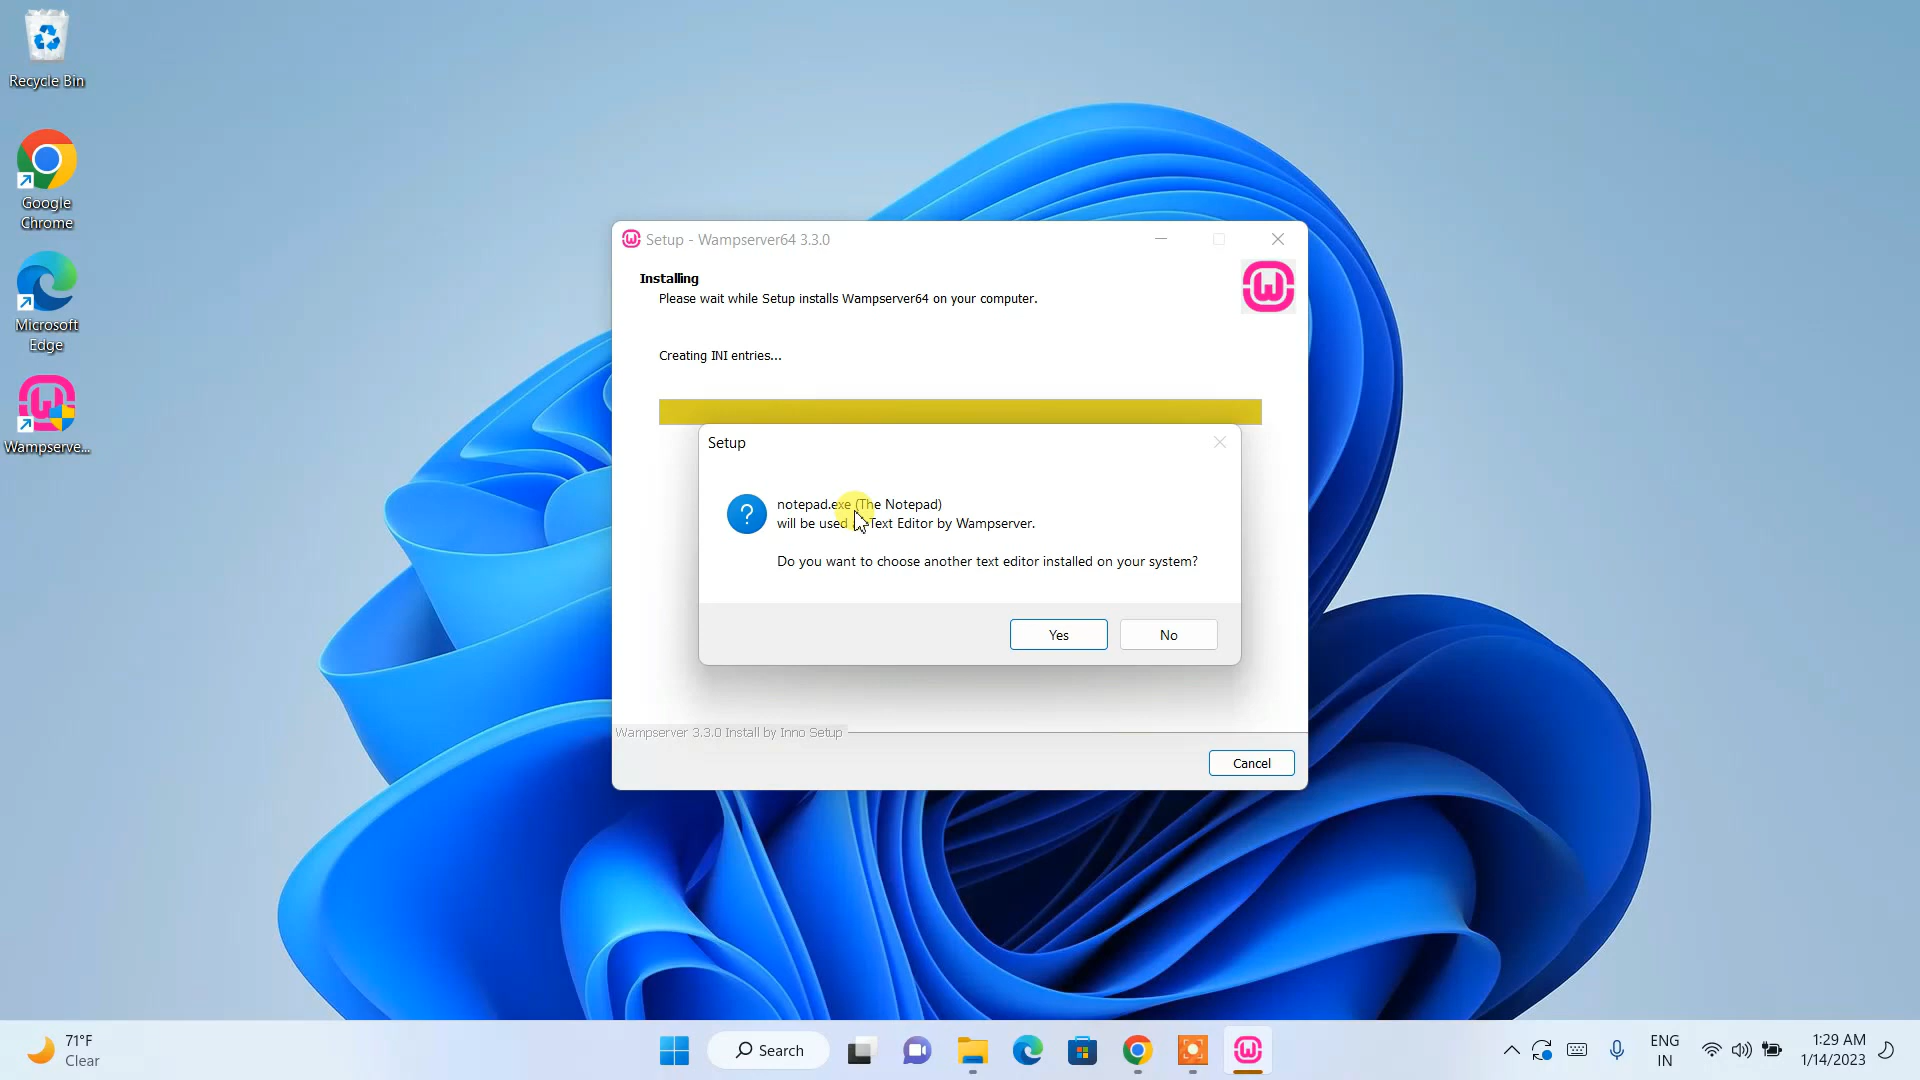 Recycle Bin
Google
Chrome
Microsoft
Edge
Wampserve...
Setup - Wampserver64 3.3.0
Installing
Please wait while Setup installs Wampserver64 on your computer.
Creating INI entries...
Setup
notepad.exe (The Notepad)
will be used Text Editor by Wampserver.
Do you want to choose another text editor installed on your system?
Yes
No
Wampserver 3.3.0 Install by Inno Setup
Cancel
71°F
Clear
Search
ENG
IN
1:29 AM
1/14/2023